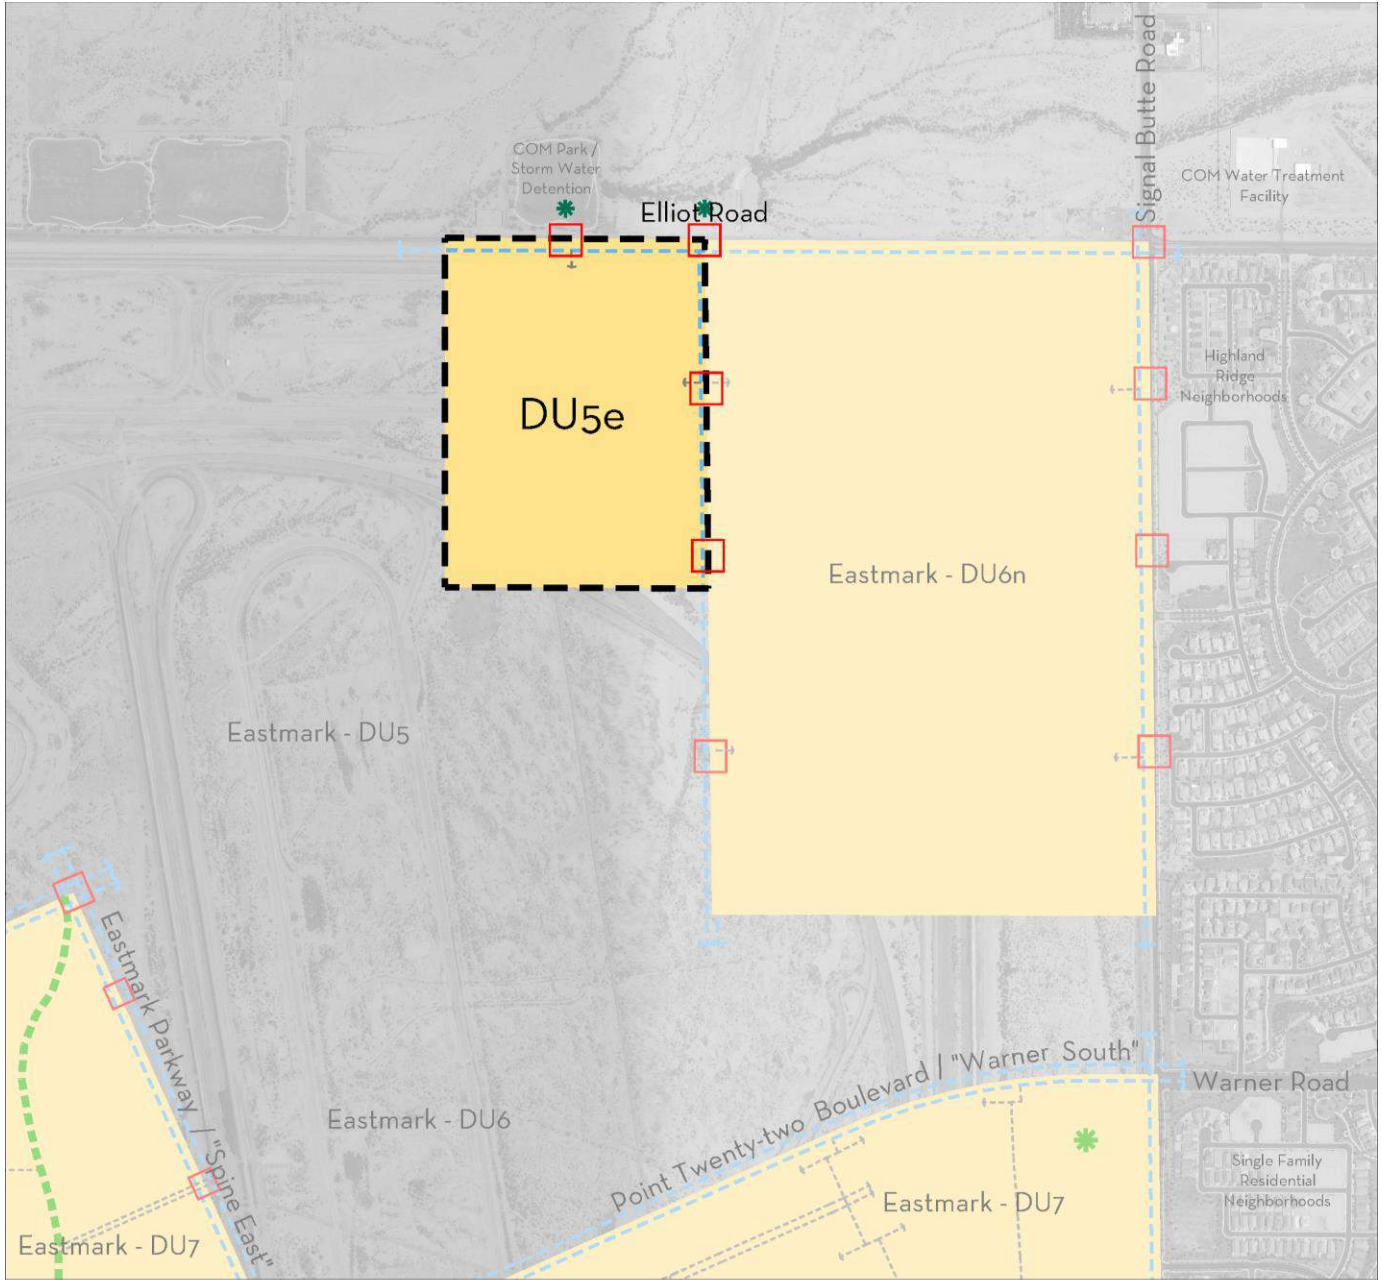 Signal Butte Road
COM Park /
Storm Water
Detention
COM Water Treatment
Facility
Elliot Road
Highland
Ridge
Neighborhoods
DU5e
Eastmark - DU6n
Eastmark - DU5
Eastmark Parkway / "Spine East"
Point Twenty-two Boulevard / "Warner South"
Warner Road
Eastmark - DU6
Single Family
Residential
Neighborhoods
Eastmark - DU7
Eastmark - DU7